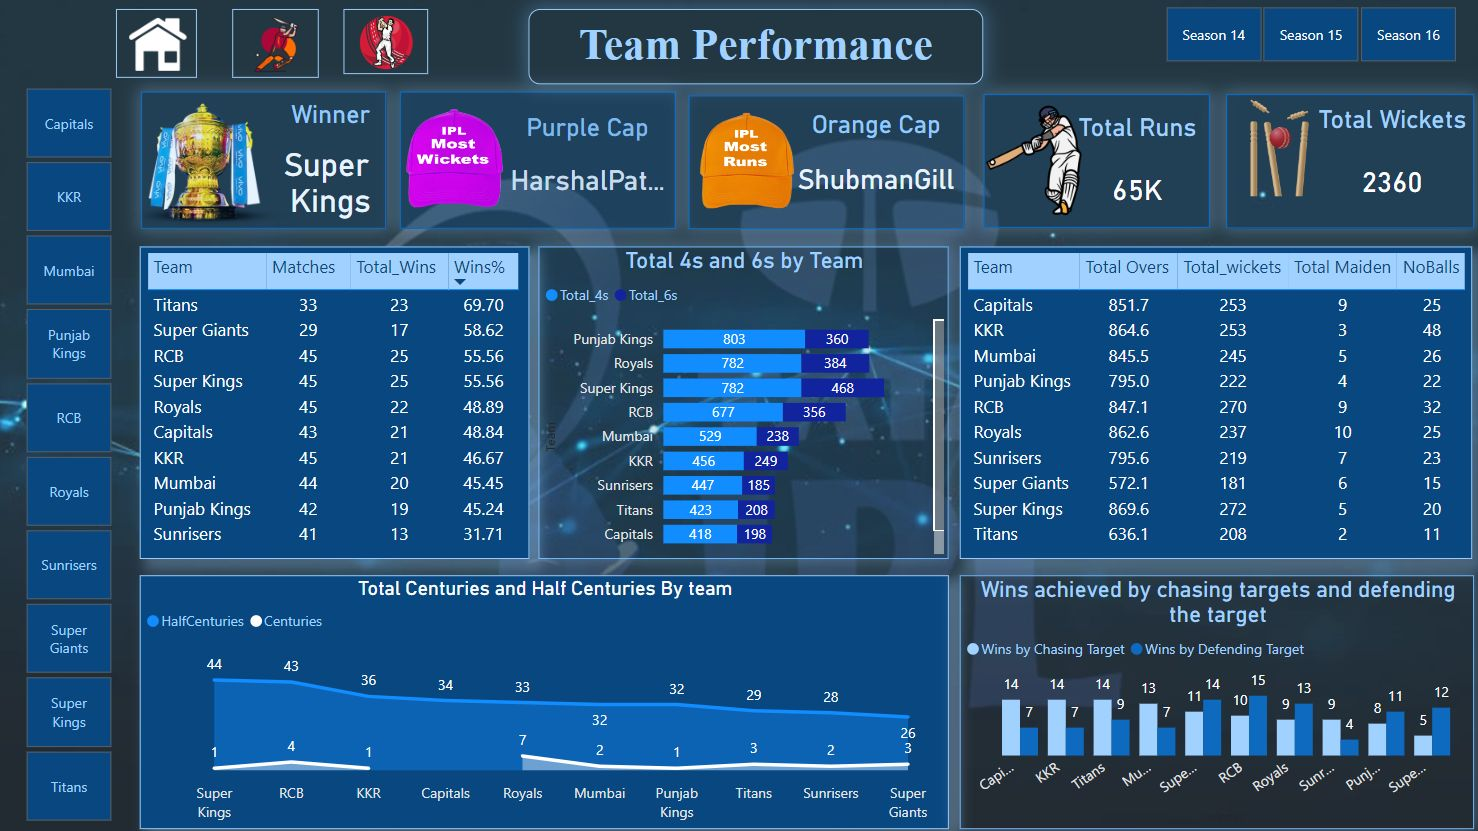 Team Performance
Season 14
Season 15
Season 16
Capitals
KKR
Mumbai
Punjab
Kings
RCB
Royals
Sunrisers
Super
Giants
Super
Kings
Titans
Winner
Super
Kings
IPL
Most
Wickets
Purple Cap
HarshalPat...
IPL
Most
Runs
Orange Cap
ShubmanGill
Total Runs
65K
Total Wickets
2360
Team Matches Total_Wins Wins%
Titans 33 23 69.70
Super Giants 29 17 58.62
RCB 45 25 55.56
Super Kings 45 25 55.56
Royals 45 22 48.89
Capitals 43 21 48.84
KKR 45 21 46.67
Mumbai 44 20 45.45
Punjab Kings 42 19 45.24
Sunrisers 41 13 31.71
Total 4s and 6s by Team
Total_4s Total_6s
Team
Punjab Kings 803 360
Royals 782 384
Super Kings 782 468
RCB 677 356
Mumbai 529 238
KKR 456 249
Sunrisers 447 185
Titans 423 208
Capitals 418 198
Team Total Overs Total_wickets Total Maiden NoBalls
Capitals 851.7 253 9 25
KKR 864.6 253 3 48
Mumbai 845.5 245 5 26
Punjab Kings 795.0 222 4 22
RCB 847.1 270 9 32
Royals 862.6 237 10 25
Sunrisers 795.6 219 7 23
Super Giants 572.1 181 6 15
Super Kings 869.6 272 5 20
Titans 636.1 208 2 11
Total Centuries and Half Centuries By team
HalfCenturies Centuries
44 43 36 34 33 32 32 29 28 26
1 4 1 7 2 1 3 2 3
Super
Kings
RCB
KKR
Capitals
Royals
Mumbai
Punjab
Kings
Titans
Sunrisers
Super
Giants
Wins achieved by chasing targets and defending
the target
Wins by Chasing Target Wins by Defending Target
14 7 14 7 14 9 13 7 11 14 10 15 9 13 9 4 8 11 5 12
Capi... KKR Titans Mu... Supe... RCB Royals Sunr... Punj... Supe...